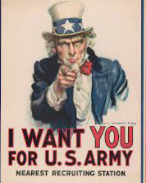 I WANT YOU
FOR U.S. ARMY
NEAREST RECRUITING STATION